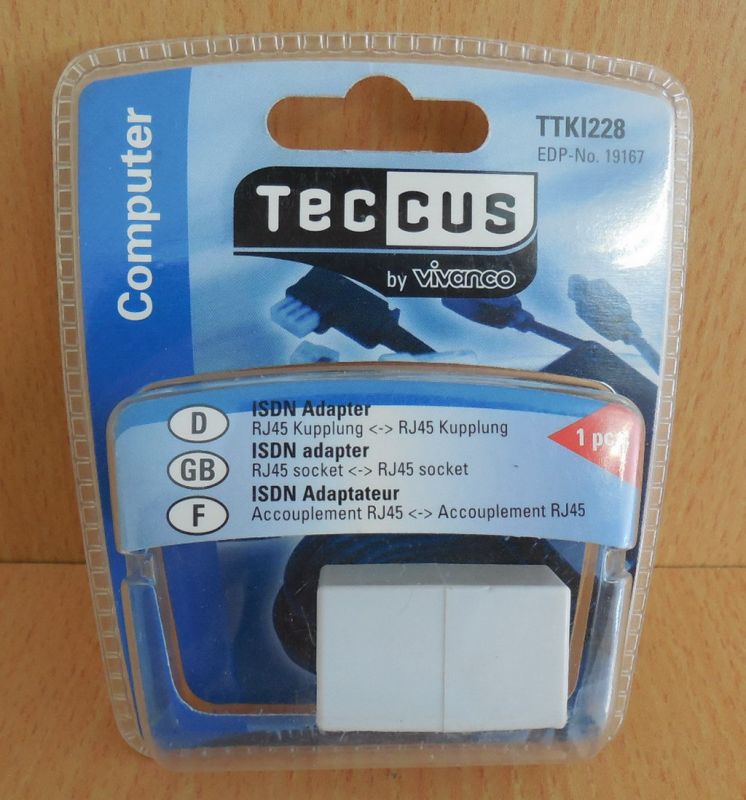 Computer
TTKI228
EDP-No. 19167
Teccus
by vivanco
D
ISDN Adapter
RJ45 Kupplung <-> RJ45 Kupplung
1 pc
GB
ISDN adapter
RJ45 socket <-> RJ45 socket
F
ISDN Adaptateur
Accouplement RJ45 <-> Accouplement RJ45